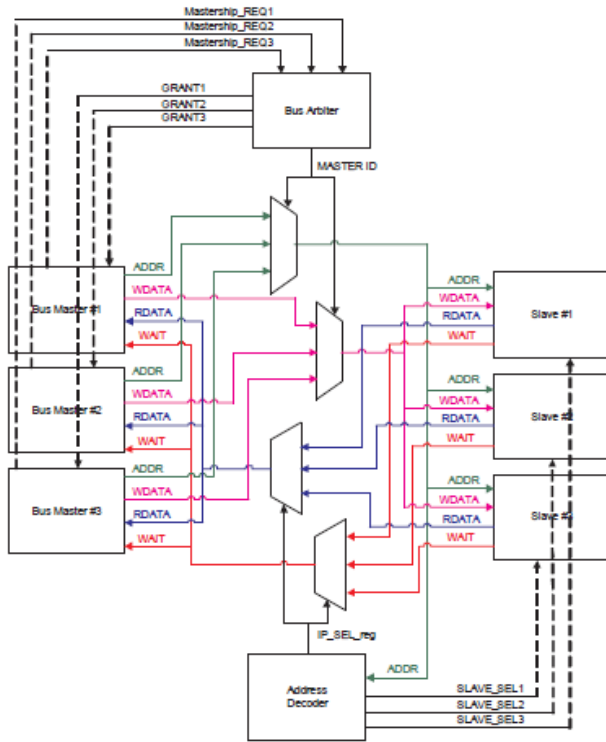 Mastership_REQ1
Mastership_REQ2
Mastership_REQ3
GRANT1
GRANT2
GRANT3
Bus Arbiter
MASTER ID
ADDR
WDATA
Bus Master #1
RDATA
WAIT
ADDR
Bus Master #2
WDATA
RDATA
WAIT
ADDR
Bus Master #3
WDATA
RDATA
WAIT
ADDR
WDATA
RDATA
Slave #1
WAIT
ADDR
WDATA
Slave
RDATA
WAIT
ADDR
WDATA
Slave
RDATA
WAIT
IP_SEL_reg
ADDR
Address
Decoder
SLAVE_SEL1
SLAVE_SEL2
SLAVE_SEL3